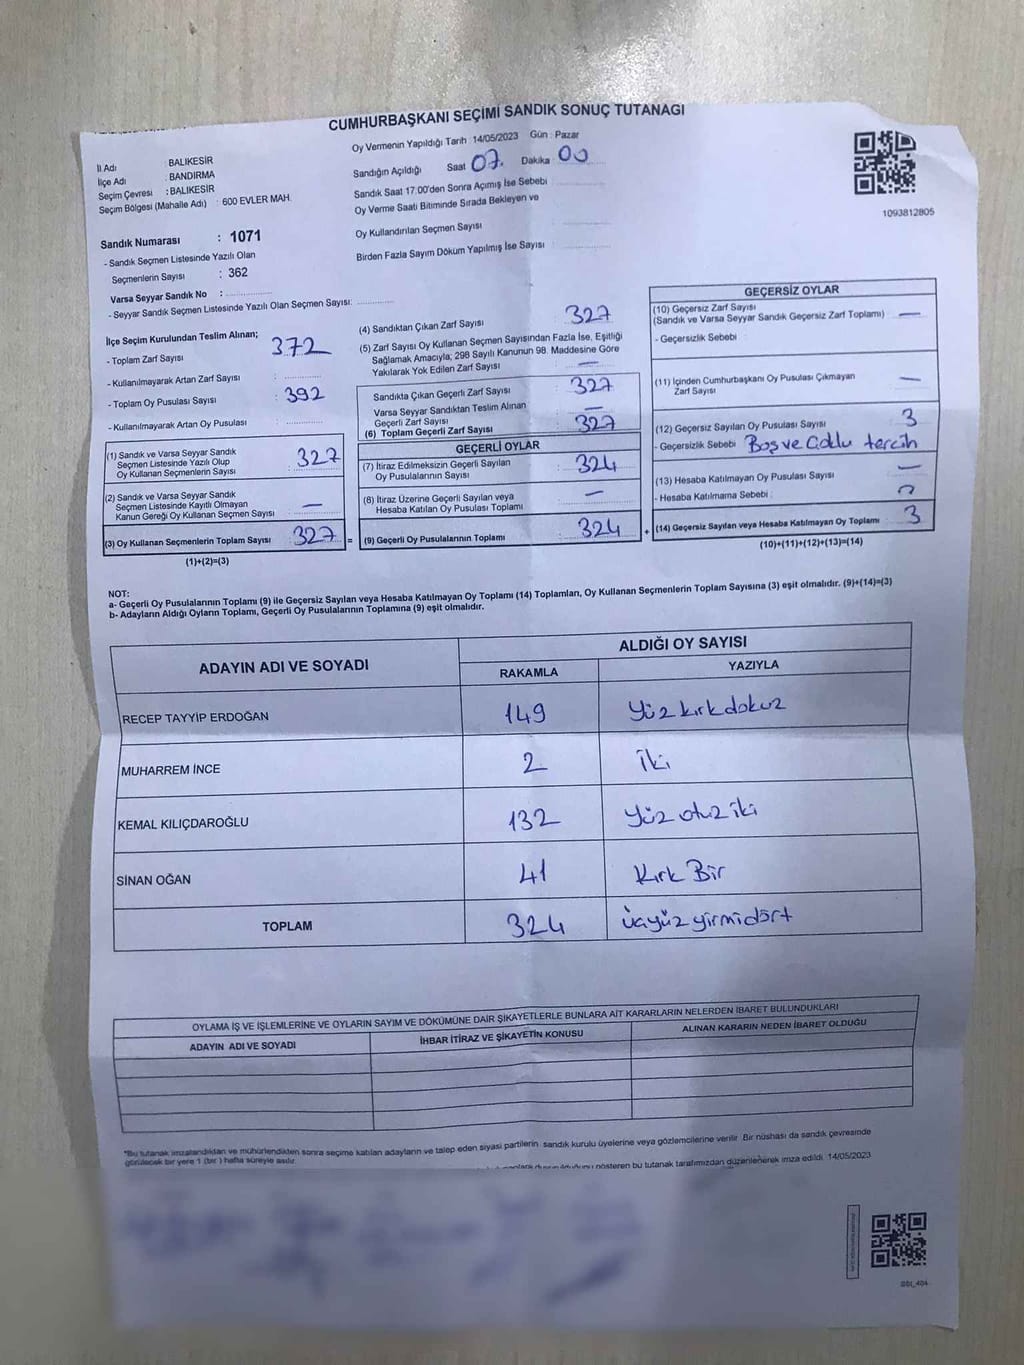 CUMHURBAŞKANI SEÇİMİ SANDIK SONUÇ TUTANAĞI
İl Adı : BALIKESİR
İlçe Adı : BANDIRMA
Seçim Çevresi : BALIKESİR
Seçim Bölgesi (Mahalle Adı) : 600 EVLER MAH.
Oy Vermenin Yapıldığı Tarih : 14/05/2023 Gün : Pazar
Sandığın Açıldığı Saat 07. Dakika : 00
Sandık Saat 17:00'den Sonra Açımış İse Sebebi
Oy Verme Saati Bitiminde Sırada Bekleyen ve
Oy Kullandırılan Seçmen Sayısı
Birden Fazla Sayım Döküm Yapılmış İse Sayısı
1093812805
Sandık Numarası : 1071
- Sandık Seçmen Listesinde Yazılı Olan
Seçmenlerin Sayısı : 362
Varsa Seyyar Sandık No :
- Seyyar Sandık Seçmen Listesinde Yazılı Olan Seçmen Sayısı:
İlçe Seçim Kurulundan Teslim Alınan;
- Toplam Zarf Sayısı 372
- Kullanılmayarak Artan Zarf Sayısı :
- Toplam Oy Pusulası Sayısı : 392
- Kullanılmayarak Artan Oy Pusulası :
(1) Sandık ve Varsa Seyyar Sandık
Seçmen Listesinde Yazılı Olup
Oy Kullanan Seçmenlerin Sayısı : 327
(2) Sandık ve Varsa Seyyar Sandık
Seçmen Listesinde Kayıtlı Olmayan
Kanun Gereği Oy Kullanan Seçmen Sayısı : —
(3) Oy Kullanan Seçmenlerin Toplam Sayısı 327 =
(1)+(2)=(3)
(4) Sandıktan Çıkan Zarf Sayısı 327
(5) Zarf Sayısı Oy Kullanan Seçmen Sayısından Fazla İse, Eşitliği
Sağlamak Amacıyla; 298 Sayılı Kanunun 98. Maddesine Göre
Yakılarak Yok Edilen Zarf Sayısı : —
Sandıkta Çıkan Geçerli Zarf Sayısı 327
Varsa Seyyar Sandıktan Teslim Alınan
Geçerli Zarf Sayısı —
(6) Toplam Geçerli Zarf Sayısı 327
GEÇERLİ OYLAR
(7) İtiraz Edilmeksizin Geçerli Sayılan
Oy Pusulalarının Sayısı : 324
(8) İtiraz Üzerine Geçerli Sayılan veya
Hesaba Katılan Oy Pusulası Toplamı : —
(9) Geçerli Oy Pusulalarının Toplamı : 324 +
GEÇERSİZ OYLAR
(10) Geçersiz Zarf Sayısı
(Sandık ve Varsa Seyyar Sandık Geçersiz Zarf Toplamı) : —
- Geçersizlik Sebebi :
(11) İçinden Cumhurbaşkanı Oy Pusulası Çıkmayan
Zarf Sayısı —
(12) Geçersiz Sayılan Oy Pusulası Sayısı : 3
- Geçersizlik Sebebi : Boş ve Çoklu tercih
(13) Hesaba Katılmayan Oy Pusulası Sayısı : —
- Hesaba Katılmama Sebebi :
(14) Geçersiz Sayılan veya Hesaba Katılmayan Oy Toplamı : 3
(10)+(11)+(12)+(13)=(14)
NOT:
a- Geçerli Oy Pusulalarının Toplamı (9) ile Geçersiz Sayılan veya Hesaba Katılmayan Oy Toplamı (14) Toplamları, Oy Kullanan Seçmenlerin Toplam Sayısına (3) eşit olmalıdır. (9)+(14)=(3)
b- Adayların Aldığı Oyların Toplamı, Geçerli Oy Pusulalarının Toplamına (9) eşit olmalıdır.
ADAYIN ADI VE SOYADI
ALDIĞI OY SAYISI
RAKAMLA YAZIYLA
RECEP TAYYİP ERDOĞAN 149 Yüz kırk dokuz
MUHARREM İNCE 2 İki
KEMAL KILIÇDAROĞLU 132 Yüz otuz iki
SİNAN OĞAN 41 Kırk Bir
TOPLAM 324 üçyüz yirmidört
OYLAMA İŞ VE İŞLEMLERİNE VE OYLARIN SAYIM VE DÖKÜMÜNE DAİR ŞİKAYETLERLE BUNLARA AİT KARARLARIN NELERDEN İBARET BULUNDUKLARI
ADAYIN ADI VE SOYADI İHBAR İTİRAZ VE ŞİKAYETİN KONUSU ALINAN KARARIN NEDEN İBARET OLDUĞU
*Bu tutanak imzalandıktan ve mühürlendikten sonra seçime katılan adayların ve talep eden siyasi partilerin sandık kurulu üyelerine veya gözlemcilerine verilir. Bir nüshası da sandık çevresinde
görülecek bir yere 1 (bir ) hafta süreyle asılır.
gösteren bu tutanak tarafımızdan düzenlenerek imza edildi. 14/05/2023